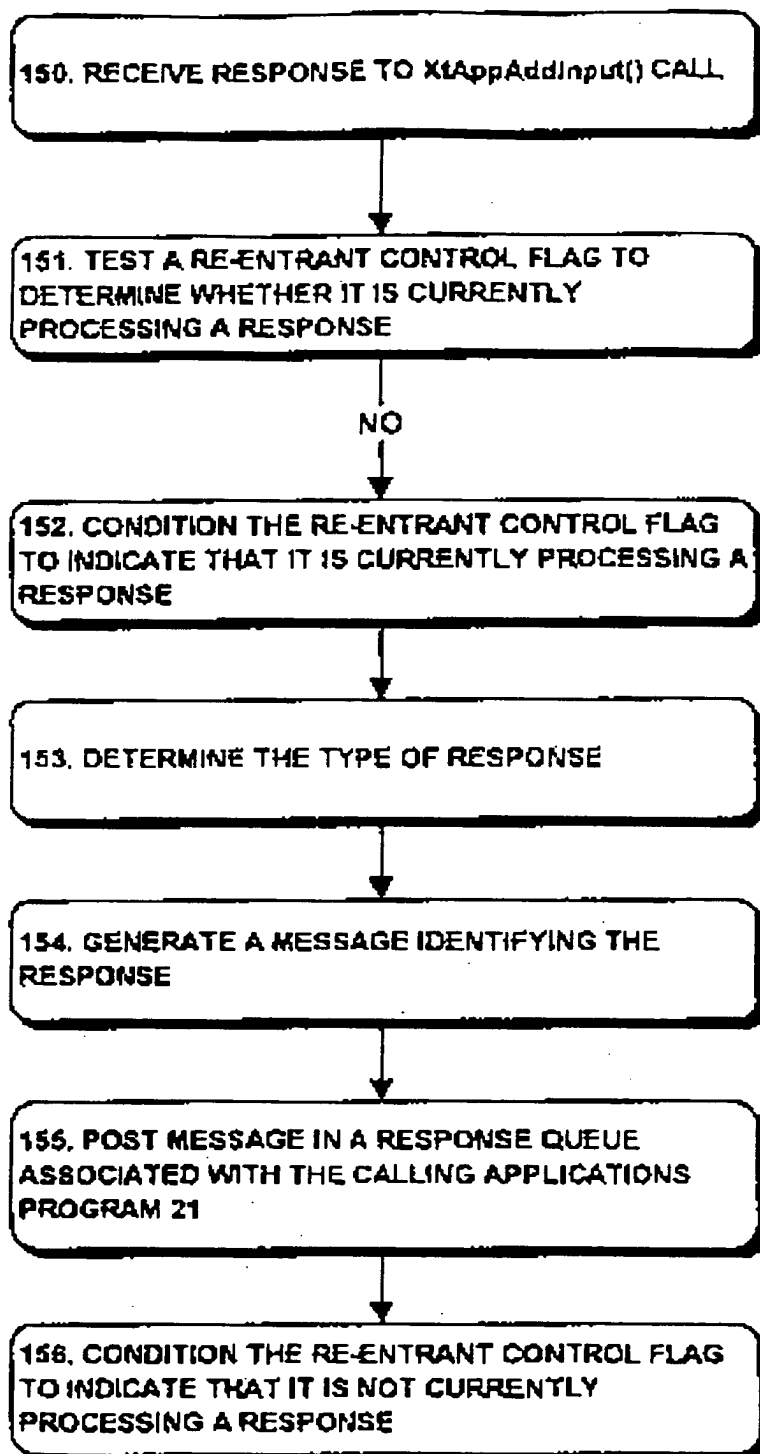 150. RECEIVE RESPONSE TO XtAppAddInput() CALL
151. TEST A RE-ENTRANT CONTROL FLAG TO
DETERMINE WHETHER IT IS CURRENTLY
PROCESSING A RESPONSE
NO
152. CONDITION THE RE-ENTRANT CONTROL FLAG
TO INDICATE THAT IT IS CURRENTLY PROCESSING A
RESPONSE
153. DETERMINE THE TYPE OF RESPONSE
154. GENERATE A MESSAGE IDENTIFYING THE
RESPONSE
155. POST MESSAGE IN A RESPONSE QUEUE
ASSOCIATED WITH THE CALLING APPLICATIONS
PROGRAM 21
156. CONDITION THE RE-ENTRANT CONTROL FLAG
TO INDICATE THAT IT IS NOT CURRENTLY
PROCESSING A RESPONSE